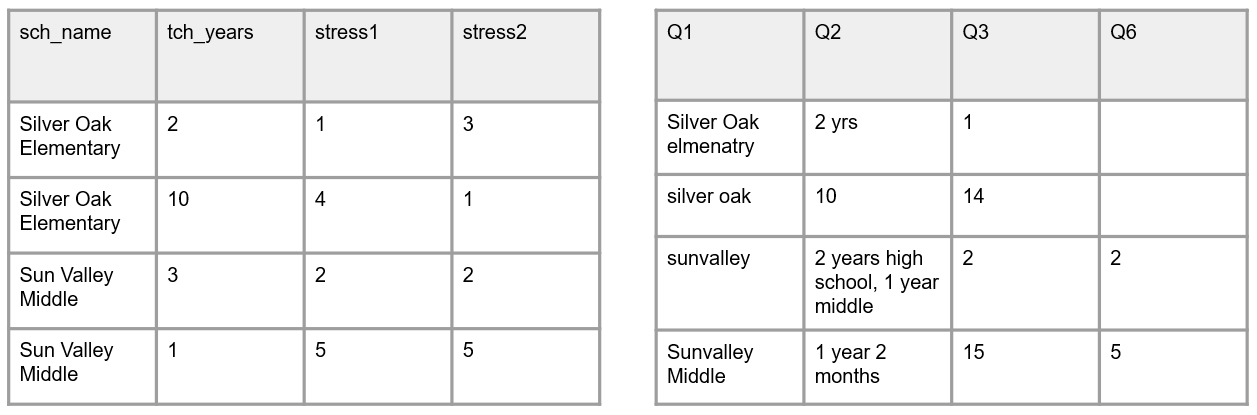 sch_name tch_years stress1 stress2
Silver Oak
Elementary 2 1 3
Silver Oak
Elementary 10 4 1
Sun Valley
Middle 3 2 2
Sun Valley
Middle 1 5 5
Q1 Q2 Q3 Q6
Silver Oak
elmenatry 2 yrs 1
silver oak 10 14
sunvalley 2 years high
school, 1 year
middle 2 2
Sunvalley
Middle 1 year 2
months 15 5